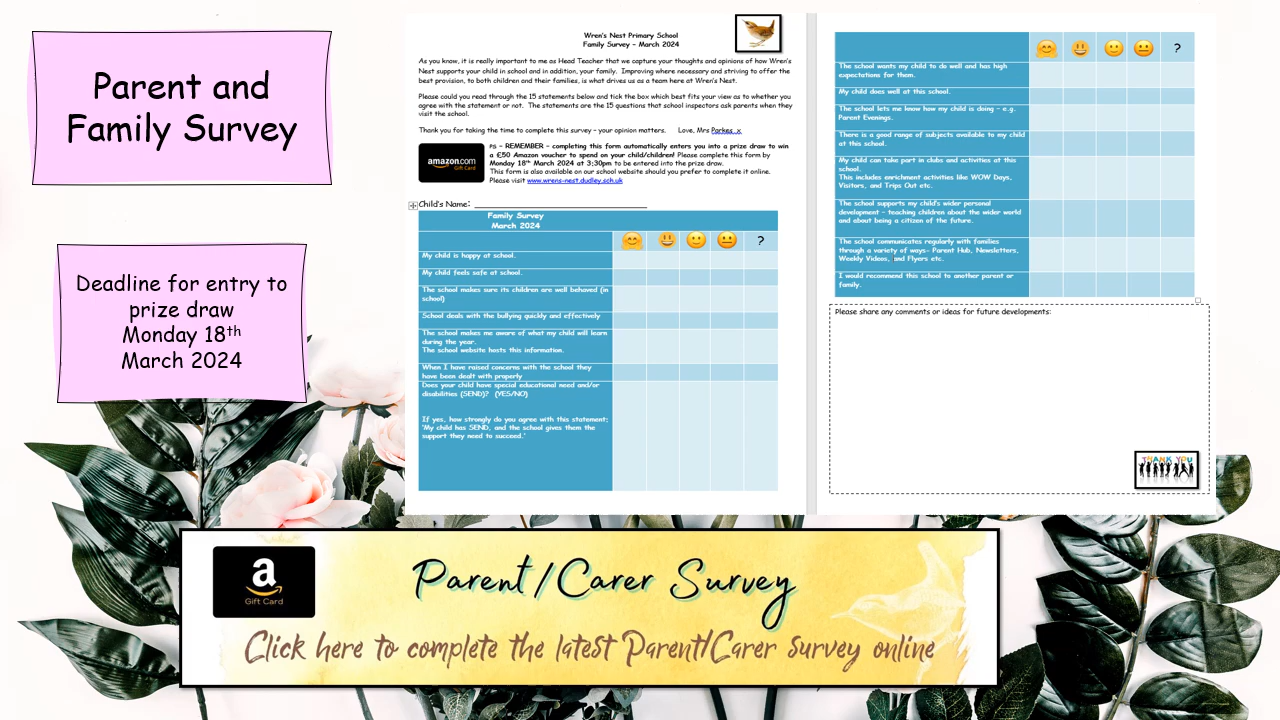 Parent and
Family Survey
Deadline for entry to
prize draw
Monday 18th
March 2024
Wren's Nest Primary School
Family Survey – March 2024
As you know, it is really important to me as Head Teacher that we capture your thoughts and opinions of how Wren's
Nest supports your child in school and in addition, your family. Improving where necessary and striving to offer the
best provision, to both children and their families, is what drives us as a team here at Wren's Nest.
Please could you read through the 15 statements below and tick the box which best fits your view as to whether you
agree with the statement or not. The statements are the 15 questions that school inspectors ask parents when they
visit the school.
Thank you for taking the time to complete this survey – your opinion matters. Love, Mrs Parkes x
amazon.com
Gift Card
PS – REMEMBER – completing this form automatically enters you into a prize draw to win
a £50 Amazon voucher to spend on your child/children! Please complete this form by
Monday 18th March 2024 at 3:30pm to be entered into the prize draw.
This form is also available on our school website should you prefer to complete it online.
Please visit www.wrens-nest.dudley.sch.uk
Child's Name:
Family Survey
March 2024
?
My child is happy at school.
My child feels safe at school.
The school makes sure its children are well behaved (in
school)
School deals with the bullying quickly and effectively
The school makes me aware of what my child will learn
during the year.
The school website hosts this information.
When I have raised concerns with the school they
have been dealt with properly
Does your child have special educational need and/or
disabilities (SEND)? (YES/NO)
If yes, how strongly do you agree with this statement;
'My child has SEND, and the school gives them the
support they need to succeed.'
?
The school wants my child to do well and has high
expectations for them.
My child does well at this school.
The school lets me know how my child is doing – e.g.
Parent Evenings.
There is a good range of subjects available to my child
at this school.
My child can take part in clubs and activities at this
school.
This includes enrichment activities like WOW Days,
Visitors, and Trips Out etc.
The school supports my child's wider personal
development – teaching children about the wider world
and about being a citizen of the future.
The school communicates regularly with families
through a variety of ways- Parent Hub, Newsletters,
Weekly Videos, and Flyers etc.
I would recommend this school to another parent or
family.
Please share any comments or ideas for future developments:
THANK YOU
a
Gift Card
Parent/Carer Survey
Click here to complete the latest Parent/Carer survey online